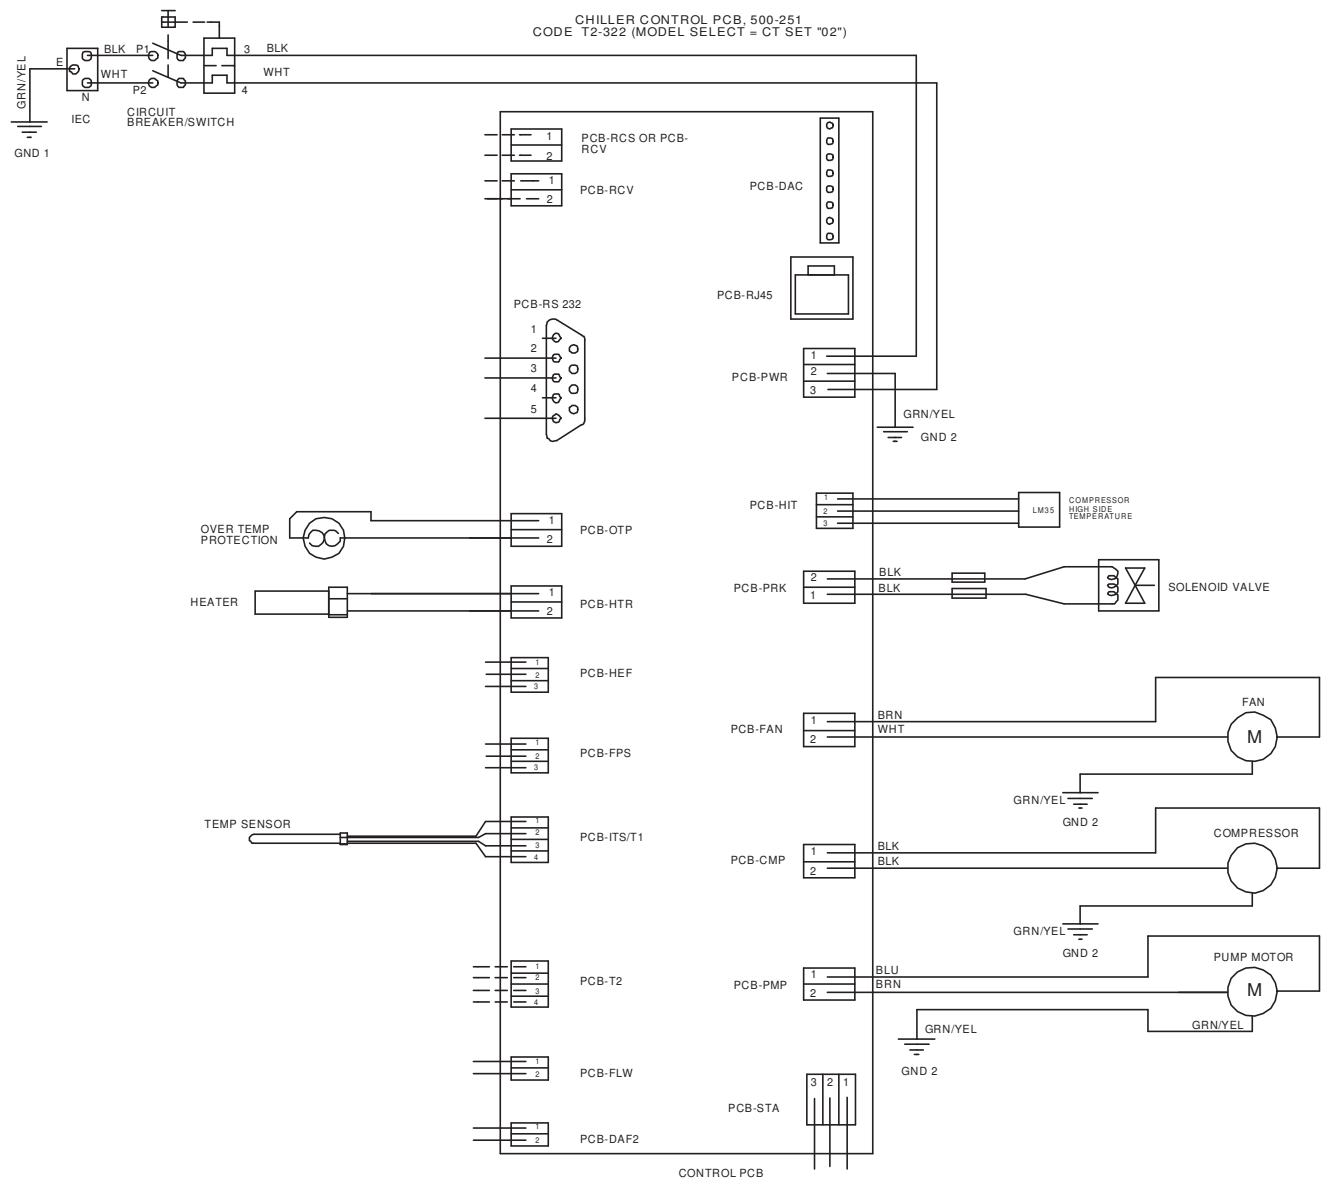 CHILLER CONTROL PCB, 500-251
CODE T2-322 (MODEL SELECT = CT SET "02")
BLK P1 3 BLK
E
WHT WHT
P2 4
N
GRN/YEL
IEC
CIRCUIT
BREAKER/SWITCH
GND 1
1
2
PCB-RCS OR PCB-
RCV
1
2
PCB-RCV
PCB-DAC
PCB-RJ45
PCB-RS 232
1
2
3
4
5
PCB-PWR
1
2
3
GRN/YEL
GND 2
PCB-HIT
1
2
3
LM35
COMPRESSOR
HIGH SIDE
TEMPERATURE
OVER TEMP
PROTECTION
1
2
PCB-OTP
PCB-PRK
2
1
BLK
BLK
SOLENOID VALVE
HEATER
1
2
PCB-HTR
1
2
3
PCB-HEF
PCB-FAN
1
2
BRN
WHT
FAN
M
GRN/YEL
GND 2
1
2
3
PCB-FPS
TEMP SENSOR
1
2
3
4
PCB-ITS/T1
PCB-CMP
1
2
BLK
BLK
COMPRESSOR
GRN/YEL
GND 2
1
2
3
4
PCB-T2
PCB-PMP
1
2
BLU
BRN
PUMP MOTOR
M
GRN/YEL
GRN/YEL
GND 2
1
2
PCB-FLW
PCB-STA
3 2 1
1
2
PCB-DAF2
CONTROL PCB